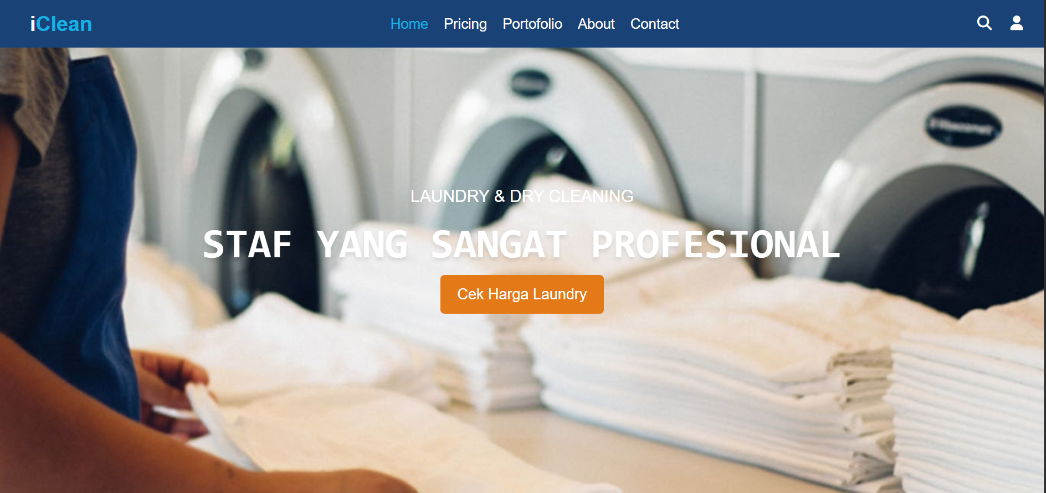 iClean
Home Pricing Portofolio About Contact
LAUNDRY & DRY CLEANING
STAF YANG SANGAT PROFESIONAL
Cek Harga Laundry